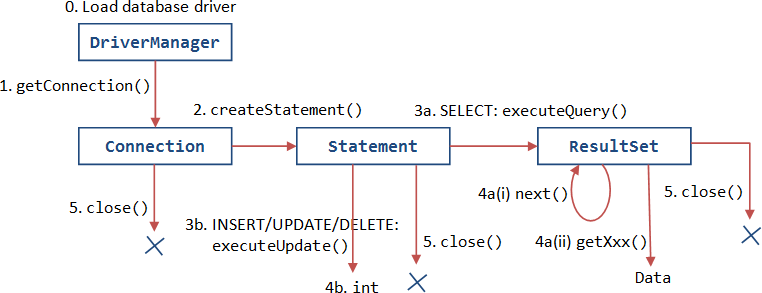 0. Load database driver
DriverManager
1. getConnection()
2. createStatement()
3a. SELECT: executeQuery()
Connection
Statement
ResultSet
4a(i) next()
5. close()
5. close()
3b. INSERT/UPDATE/DELETE:
executeUpdate()
5. close()
4a(ii) getXxx()
4b. int
Data